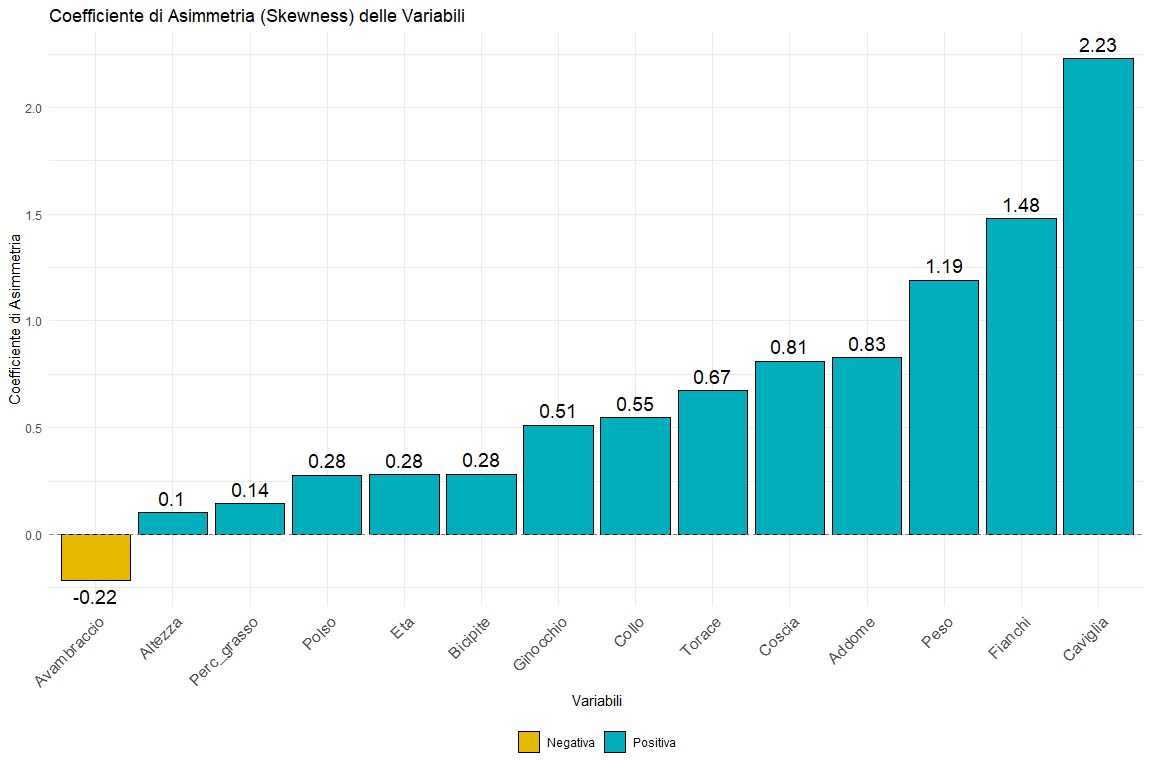 Coefficiente di Asimmetria (Skewness) delle Variabili
Coefficiente di Asimmetria
2.0
1.5
1.0
0.5
0.0
-0.22
0.1
0.14
0.28
0.28
0.28
0.51
0.55
0.67
0.81
0.83
1.19
1.48
2.23
Avambraccio
Altezza
Perc_grasso
Polso
Eta
Bicipite
Ginocchio
Collo
Torace
Coscia
Addome
Peso
Fianchi
Caviglia
Variabili
Negativa
Positiva